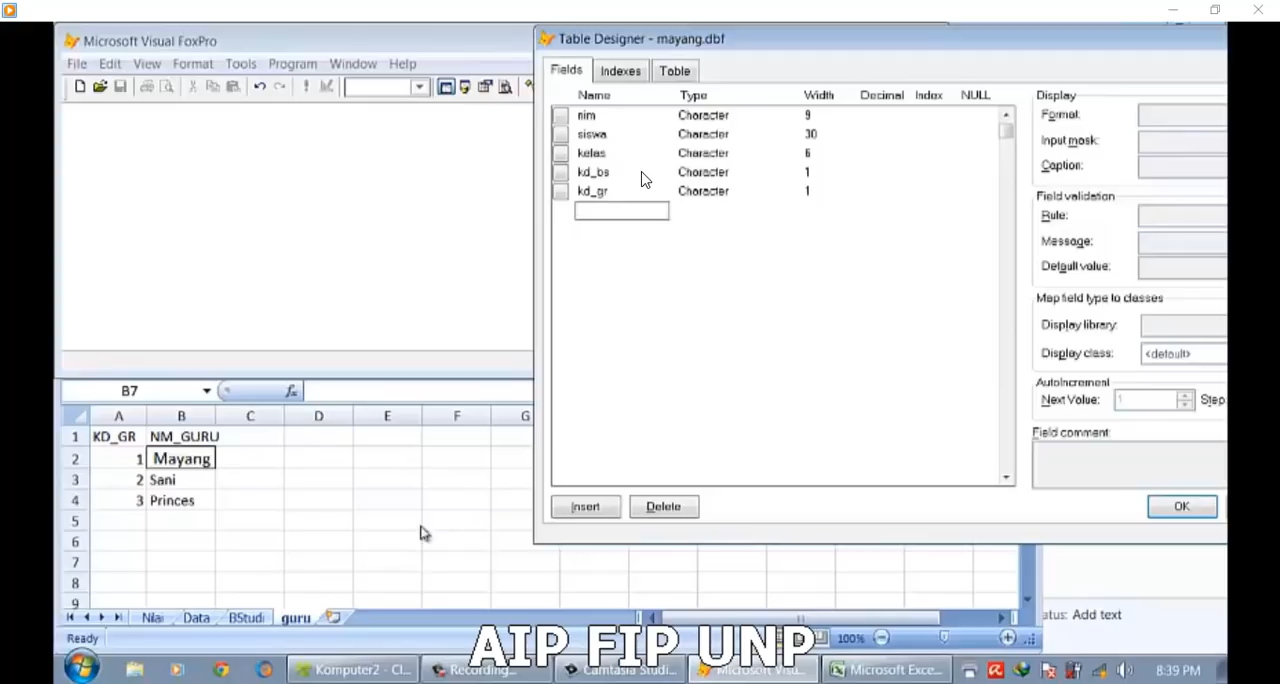 Microsoft Visual FoxPro
File Edit View Format Tools Program Window Help
Table Designer - mayang.dbf
Fields Indexes Table
Name Type Width Decimal Index NULL
nim Character 9
siswa Character 30
kelas Character 6
kd_bs Character 1
kd_gr Character 1
Insert Delete
Display
Format:
Input mask:
Caption:
Field validation
Rule:
Message:
Default value:
Map field type to classes
Display library:
Display class: <default>
AutoIncrement
Next Value: 1 Step
Field comment:
OK
B7 fx
A B C D E F G
1 KD_GR NM_GURU
2 1 Mayang
3 2 Sani
4 3 Princes
5
6
7
8
9
Nilai Data BStudi guru
Ready 100%
atus: Add text
AIP FIP UNP
Komputer2 - Cl... Recording... Camtasia Studi... Microsoft Visu... Microsoft Exce... 8:39 PM